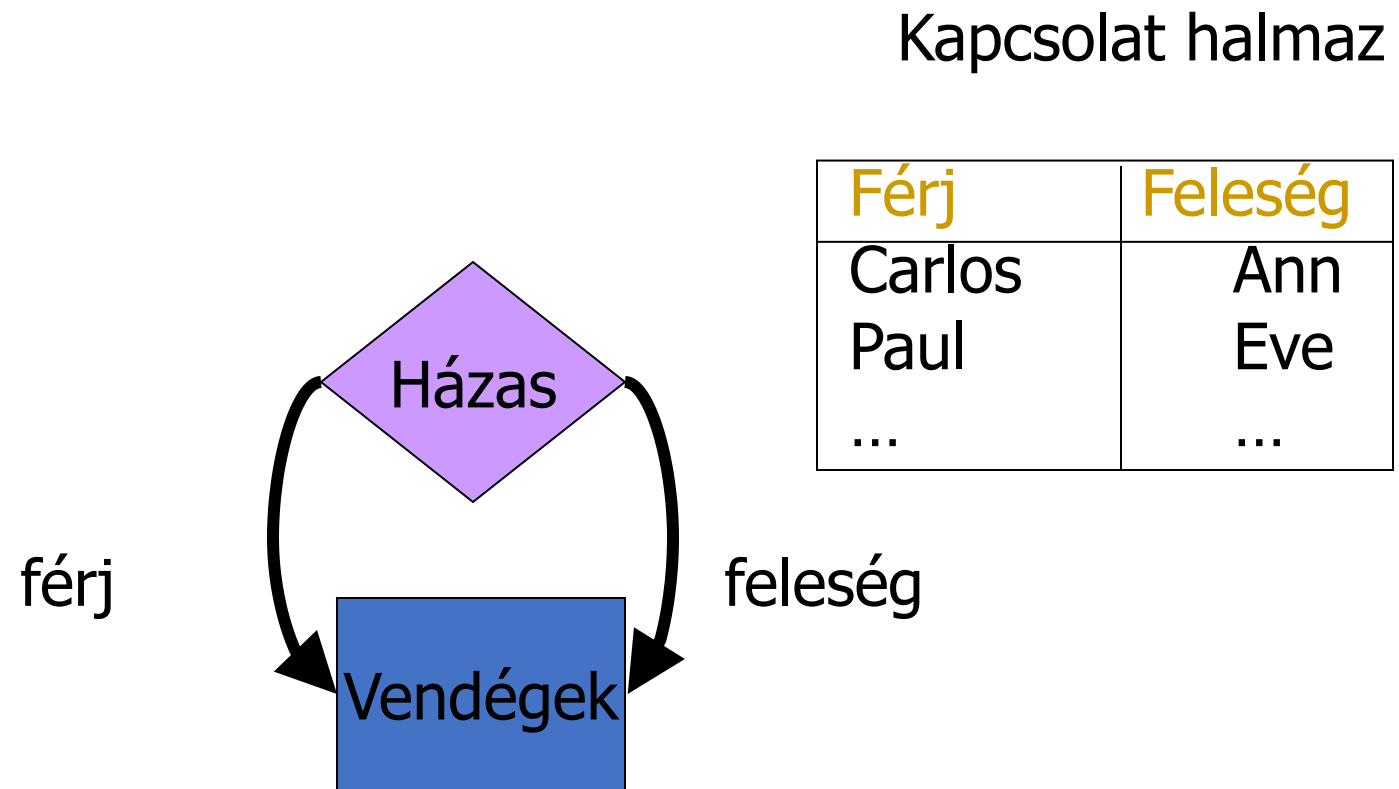 Kapcsolat halmaz
Férj Feleség
Carlos Ann
Paul Eve
... ...
Házas
férj feleség
Vendégek